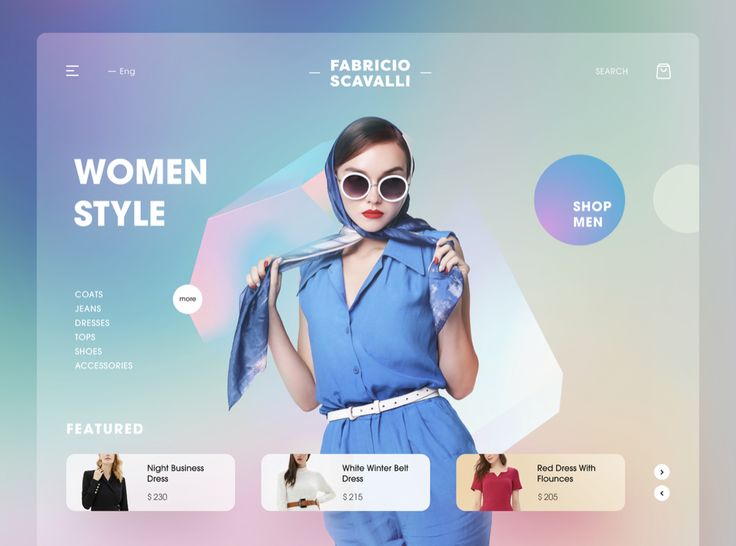 — Eng
— FABRICIO —
SCAVALLI
SEARCH
WOMEN
STYLE
SHOP
MEN
COATS
JEANS
DRESSES
TOPS
SHOES
ACCESSORIES
more
FEATURED
Night Business
Dress
$ 230
White Winter Belt
Dress
$ 215
Red Dress With
Flounces
$ 205